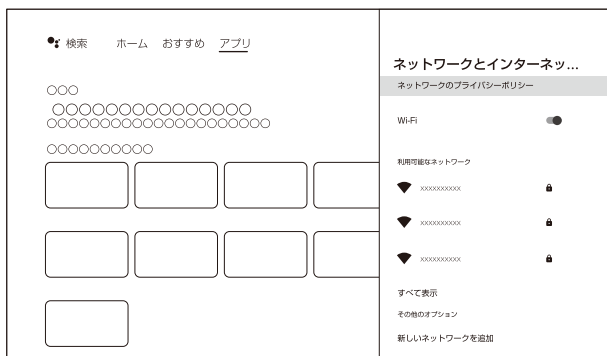 検索 ホーム おすすめ アプリ
○○○
○○○○○○○○○○○○○○○
○○○○○○○○○○○○○○○○○○○○○
○○○○○○○○○○
ネットワークとインターネッ...
ネットワークのプライバシーポリシー
Wi-Fi
利用可能なネットワーク
xxxxxxxxxx
xxxxxxxxxx
xxxxxxxxxx
すべて表示
その他のオプション
新しいネットワークを追加